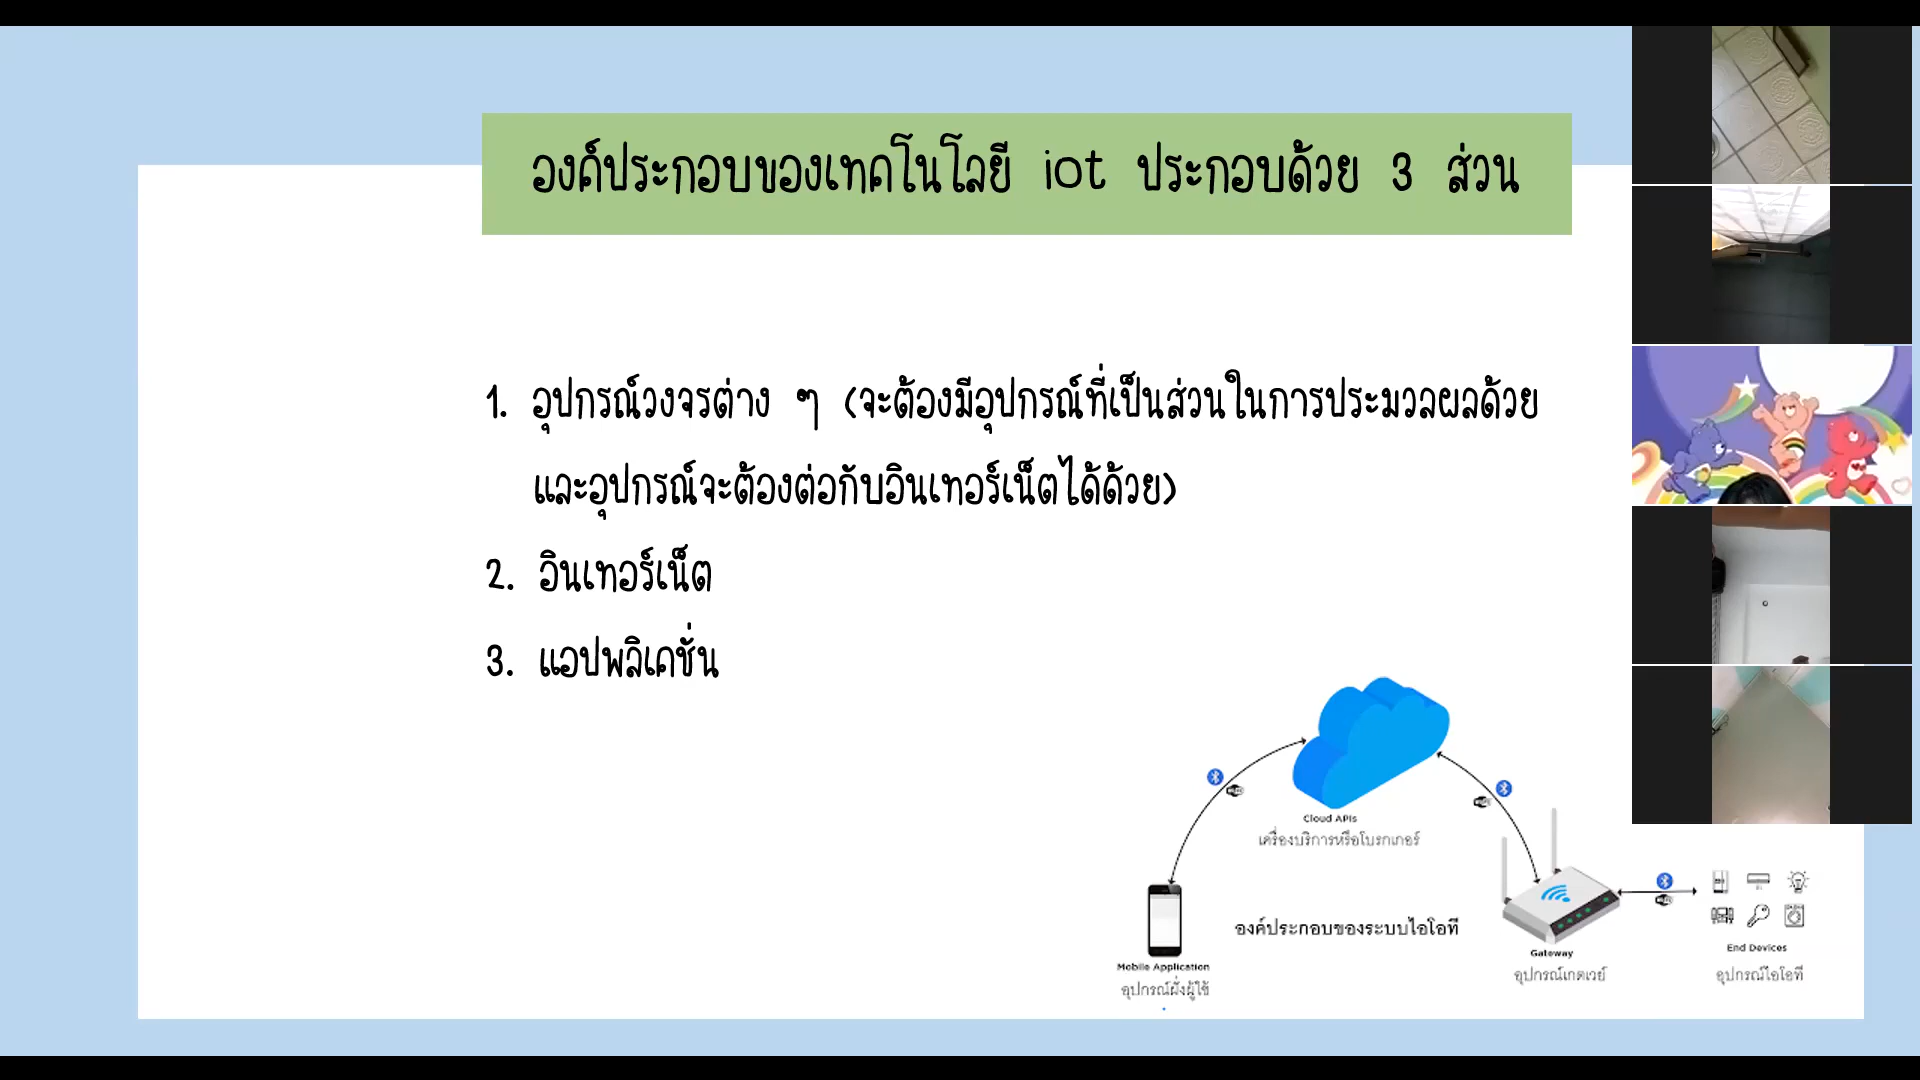 องค์ประกอบของเทคโนโลยี iot ประกอบด้วย 3 ส่วน
1. อุปกรณ์วงจรต่าง ๆ (จะต้องมีอุปกรณ์ที่เป็นส่วนในการประมวลผลด้วย
และอุปกรณ์จะต้องต่อกับอินเทอร์เน็ตได้ด้วย)
2. อินเทอร์เน็ต
3. แอปพลิเคชั่น
Cloud APIs
เครื่องบริการหรือโบรกเกอร์
องค์ประกอบของระบบไอโอที
Mobile Application
อุปกรณ์ฝั่งผู้ใช้
Gateway
อุปกรณ์เกตเวย์
End Devices
อุปกรณ์ไอโอที